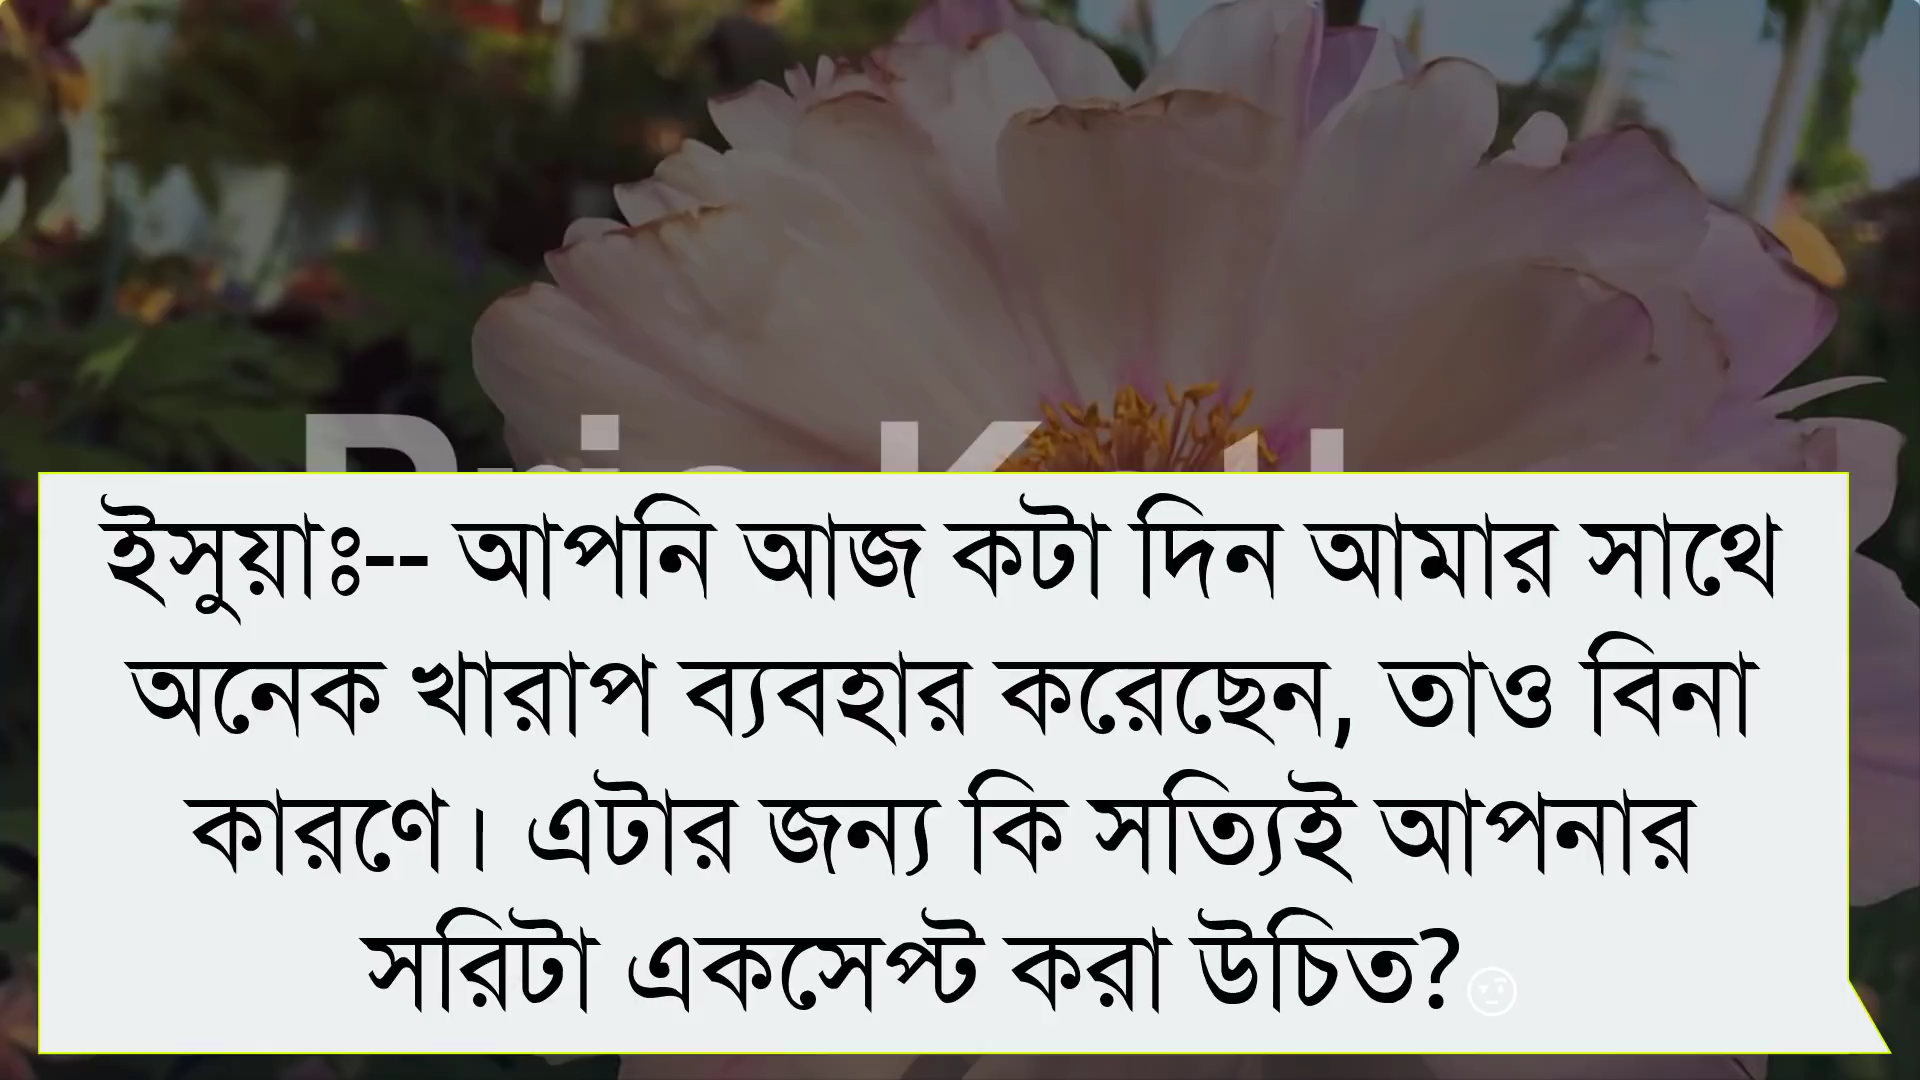 ইসুয়াঃ-- আপনি আজ কটা দিন আমার সাথে
অনেক খারাপ ব্যবহার করেছেন, তাও বিনা
কারণে। এটার জন্য কি সত্যিই আপনার
সরিটা একসেপ্ট করা উচিত?